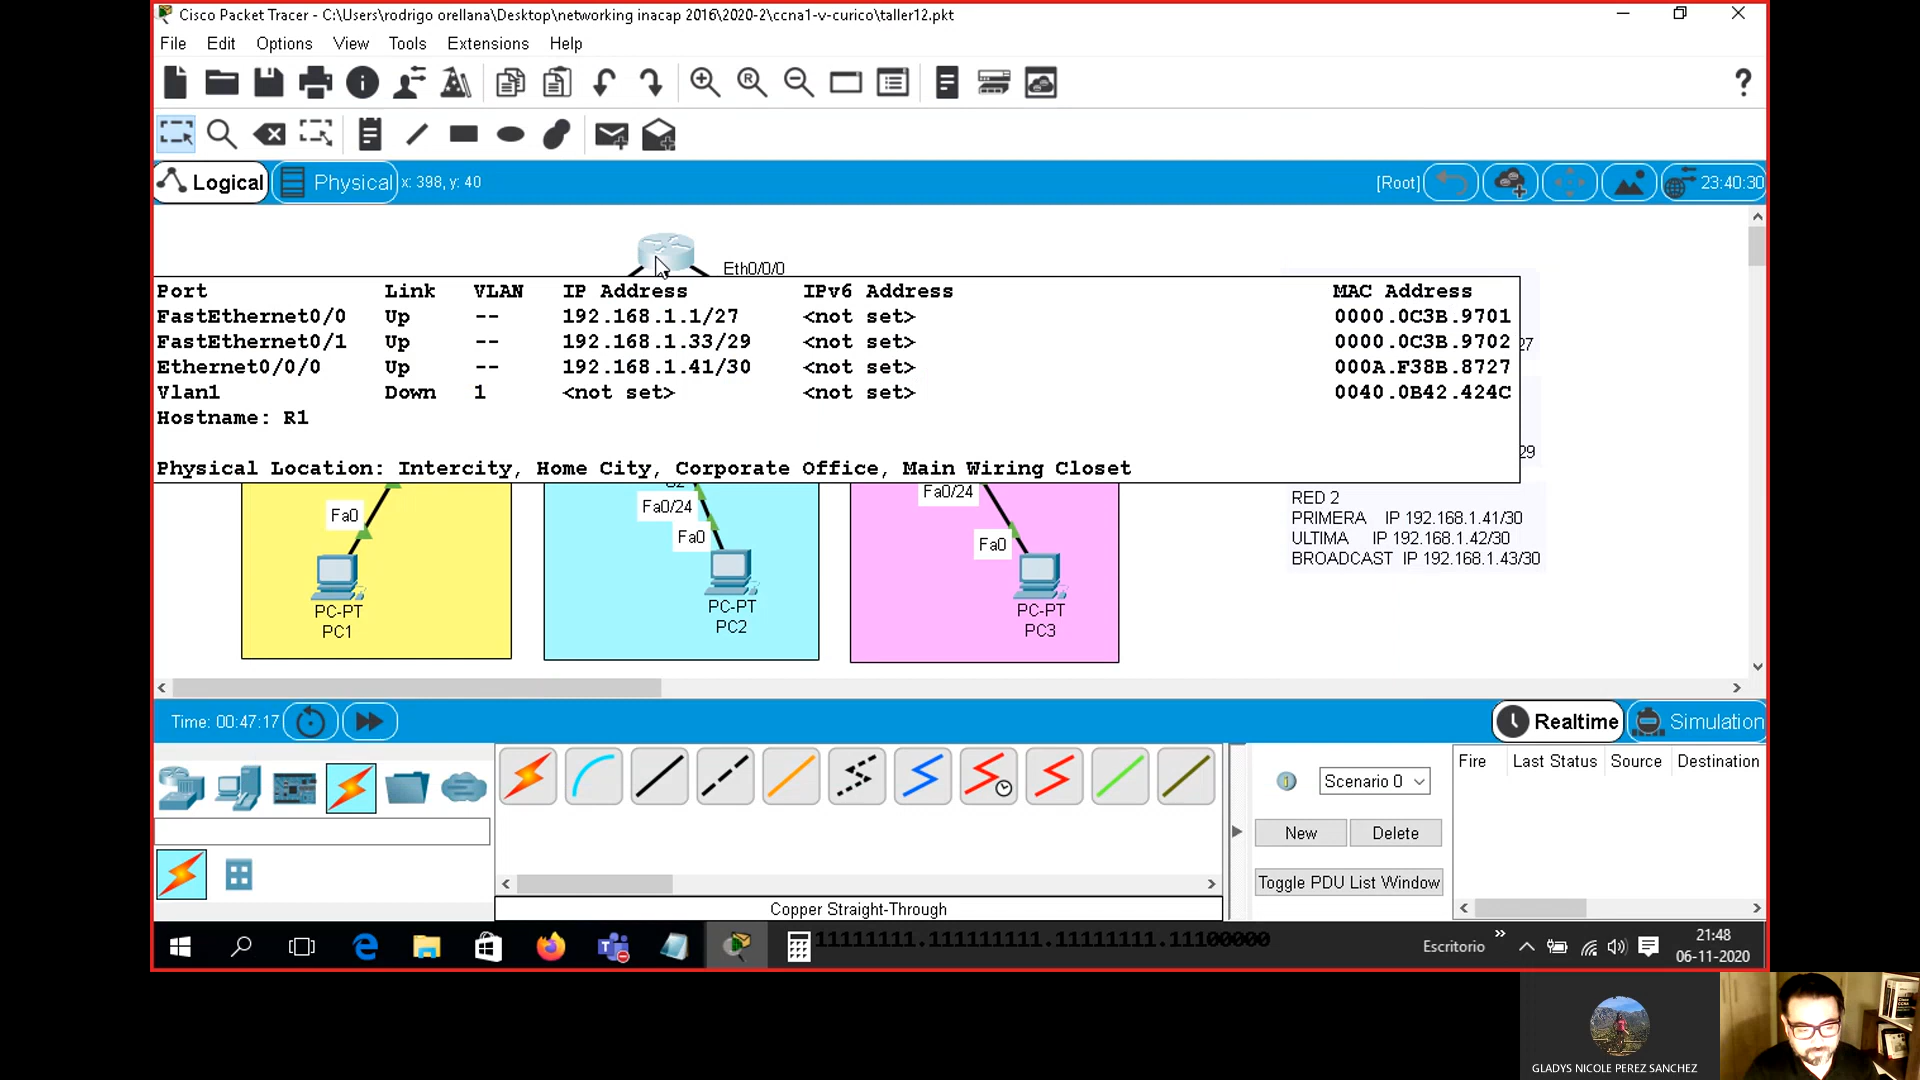 Cisco Packet Tracer - C:\Users\rodrigo orellana\Desktop\networking inacap 2016\2020-2\ccna1-v-curico\taller12.pkt
File Edit Options View Tools Extensions Help
Logical Physical x: 398, y: 40 [Root] 23:40:30
Eth0/0/0
Port Link VLAN IP Address IPv6 Address MAC Address
FastEthernet0/0 Up -- 192.168.1.1/27 <not set> 0000.0C3B.9701
FastEthernet0/1 Up -- 192.168.1.33/29 <not set> 0000.0C3B.9702
27
Ethernet0/0/0 Up -- 192.168.1.41/30 <not set> 000A.F38B.8727
Vlan1 Down 1 <not set> <not set> 0040.0B42.424C
Hostname: R1
29
Physical Location: Intercity, Home City, Corporate Office, Main Wiring Closet
Fa0/24
Fa0/24
Fa0
Fa0
Fa0
RED 2
PRIMERA IP 192.168.1.41/30
ULTIMA IP 192.168.1.42/30
BROADCAST IP 192.168.1.43/30
PC-PT
PC1
PC-PT
PC2
PC-PT
PC3
Time: 00:47:17 Realtime Simulation
Scenario 0
Fire Last Status Source Destination
New Delete
Toggle PDU List Window
Copper Straight-Through
11111111.111111111.11111111.11100000
Escritorio
21:48
06-11-2020
GLADYS NICOLE PEREZ SANCHEZ